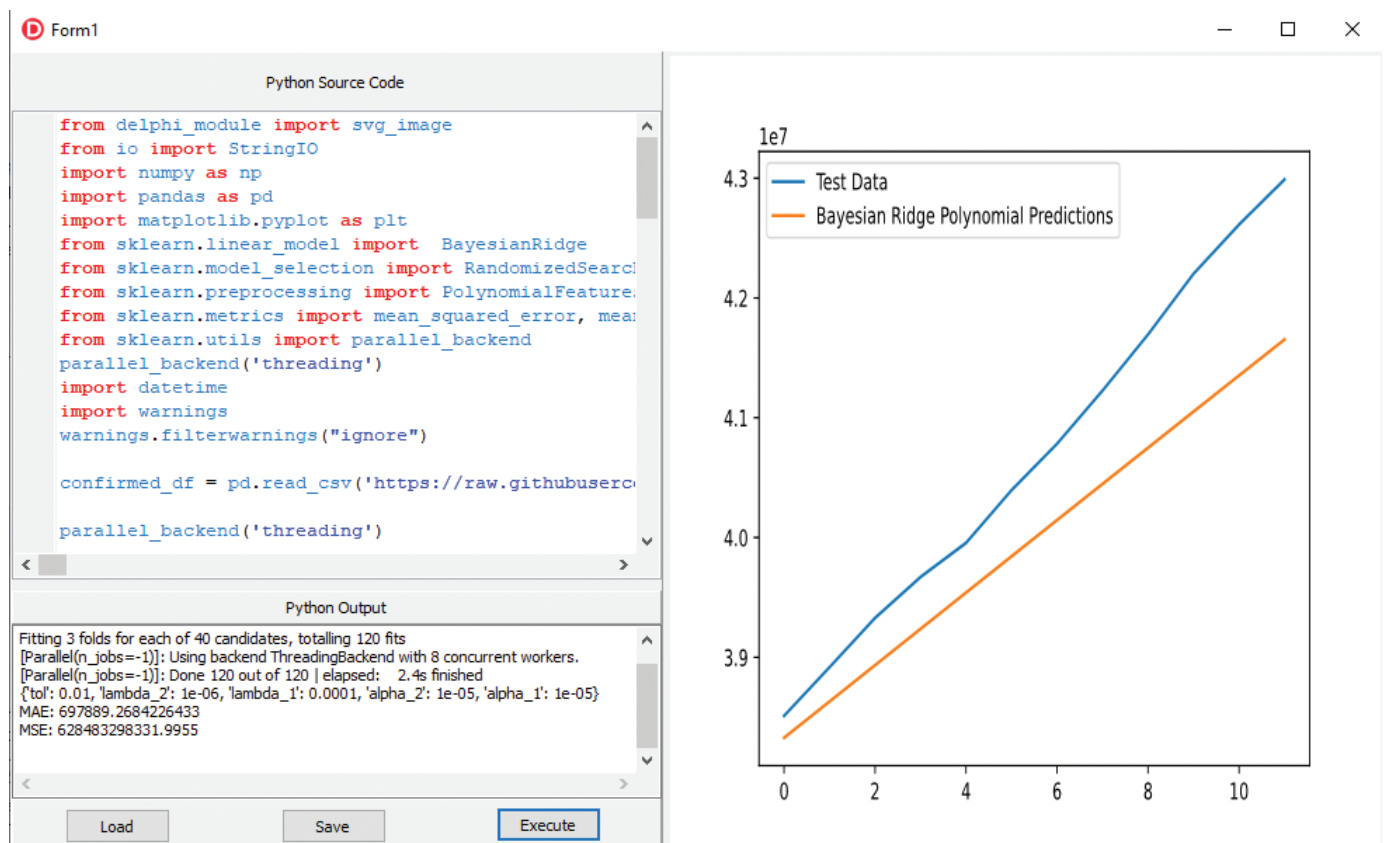 Form1
Python Source Code
from delphi_module import svg_image
from io import StringIO
import numpy as np
import pandas as pd
import matplotlib.pyplot as plt
from sklearn.linear_model import  BayesianRidge
from sklearn.model_selection import RandomizedSearc
from sklearn.preprocessing import PolynomialFeature
from sklearn.metrics import mean_squared_error, mea
from sklearn.utils import parallel_backend
parallel_backend('threading')
import datetime
import warnings
warnings.filterwarnings("ignore")
confirmed_df = pd.read_csv('https://raw.githubuserc
parallel_backend('threading')
Python Output
Fitting 3 folds for each of 40 candidates, totalling 120 fits
[Parallel(n_jobs=-1)]: Using backend ThreadingBackend with 8 concurrent workers.
[Parallel(n_jobs=-1)]: Done 120 out of 120 | elapsed:    2.4s finished
{'tol': 0.01, 'lambda_2': 1e-06, 'lambda_1': 0.0001, 'alpha_2': 1e-05, 'alpha_1': 1e-05}
MAE: 697889.2684226433
MSE: 628483298331.9955
Load
Save
Execute
1e7
4.3
4.2
4.1
4.0
3.9
Test Data
Bayesian Ridge Polynomial Predictions
0 2 4 6 8 10